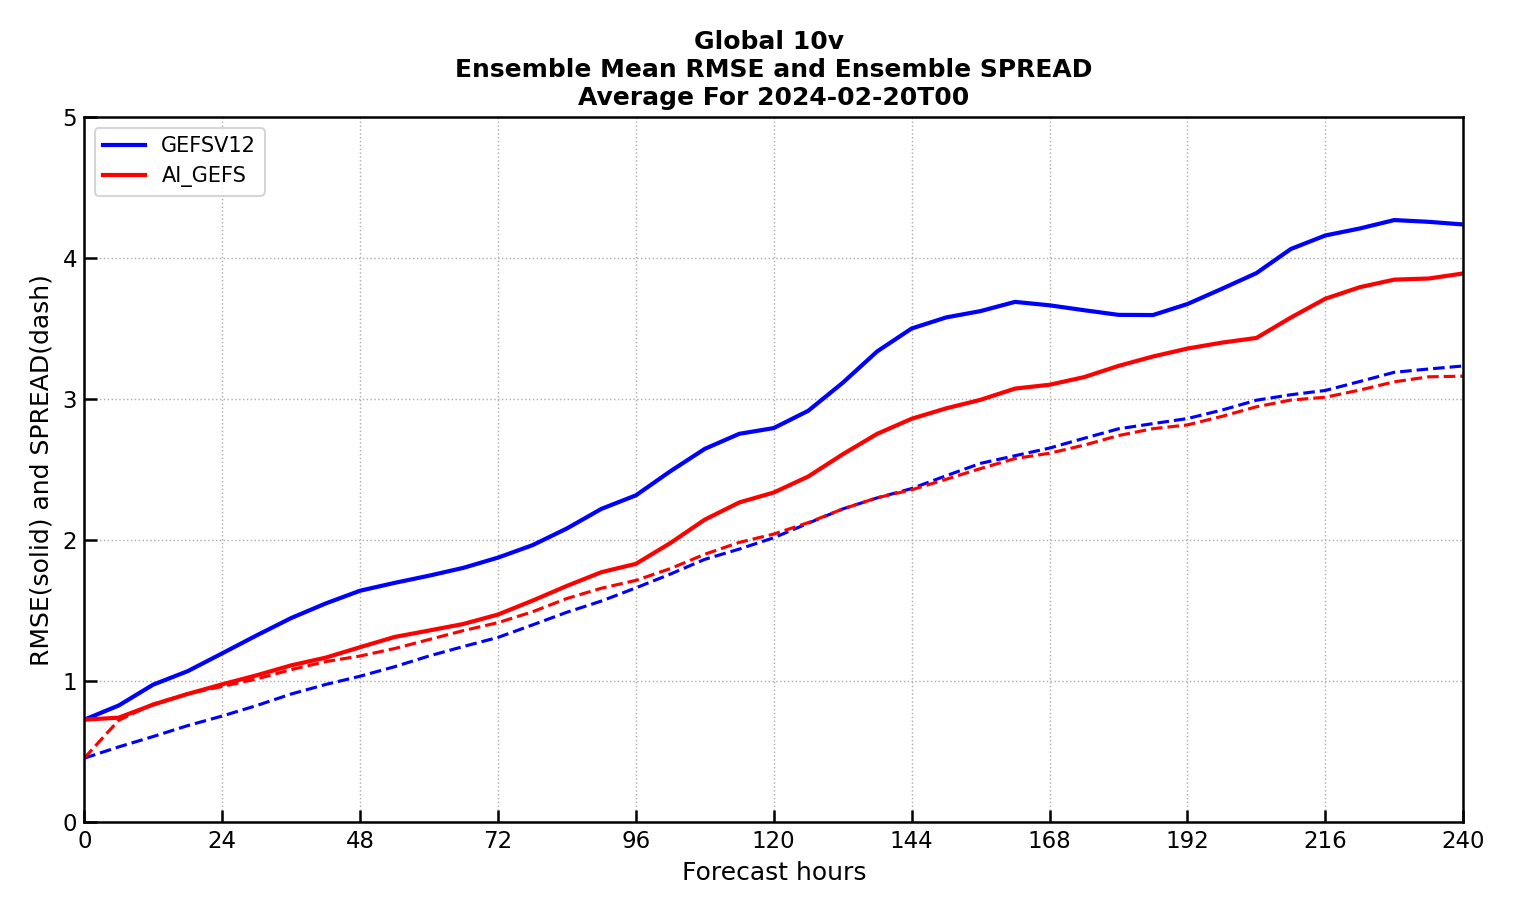 Global 10v
Ensemble Mean RMSE and Ensemble SPREAD
Average For 2024-02-20T00
GEFSV12
AI_GEFS
RMSE(solid) and SPREAD(dash)
5
4
3
2
1
0
0 24 48 72 96 120 144 168 192 216 240
Forecast hours